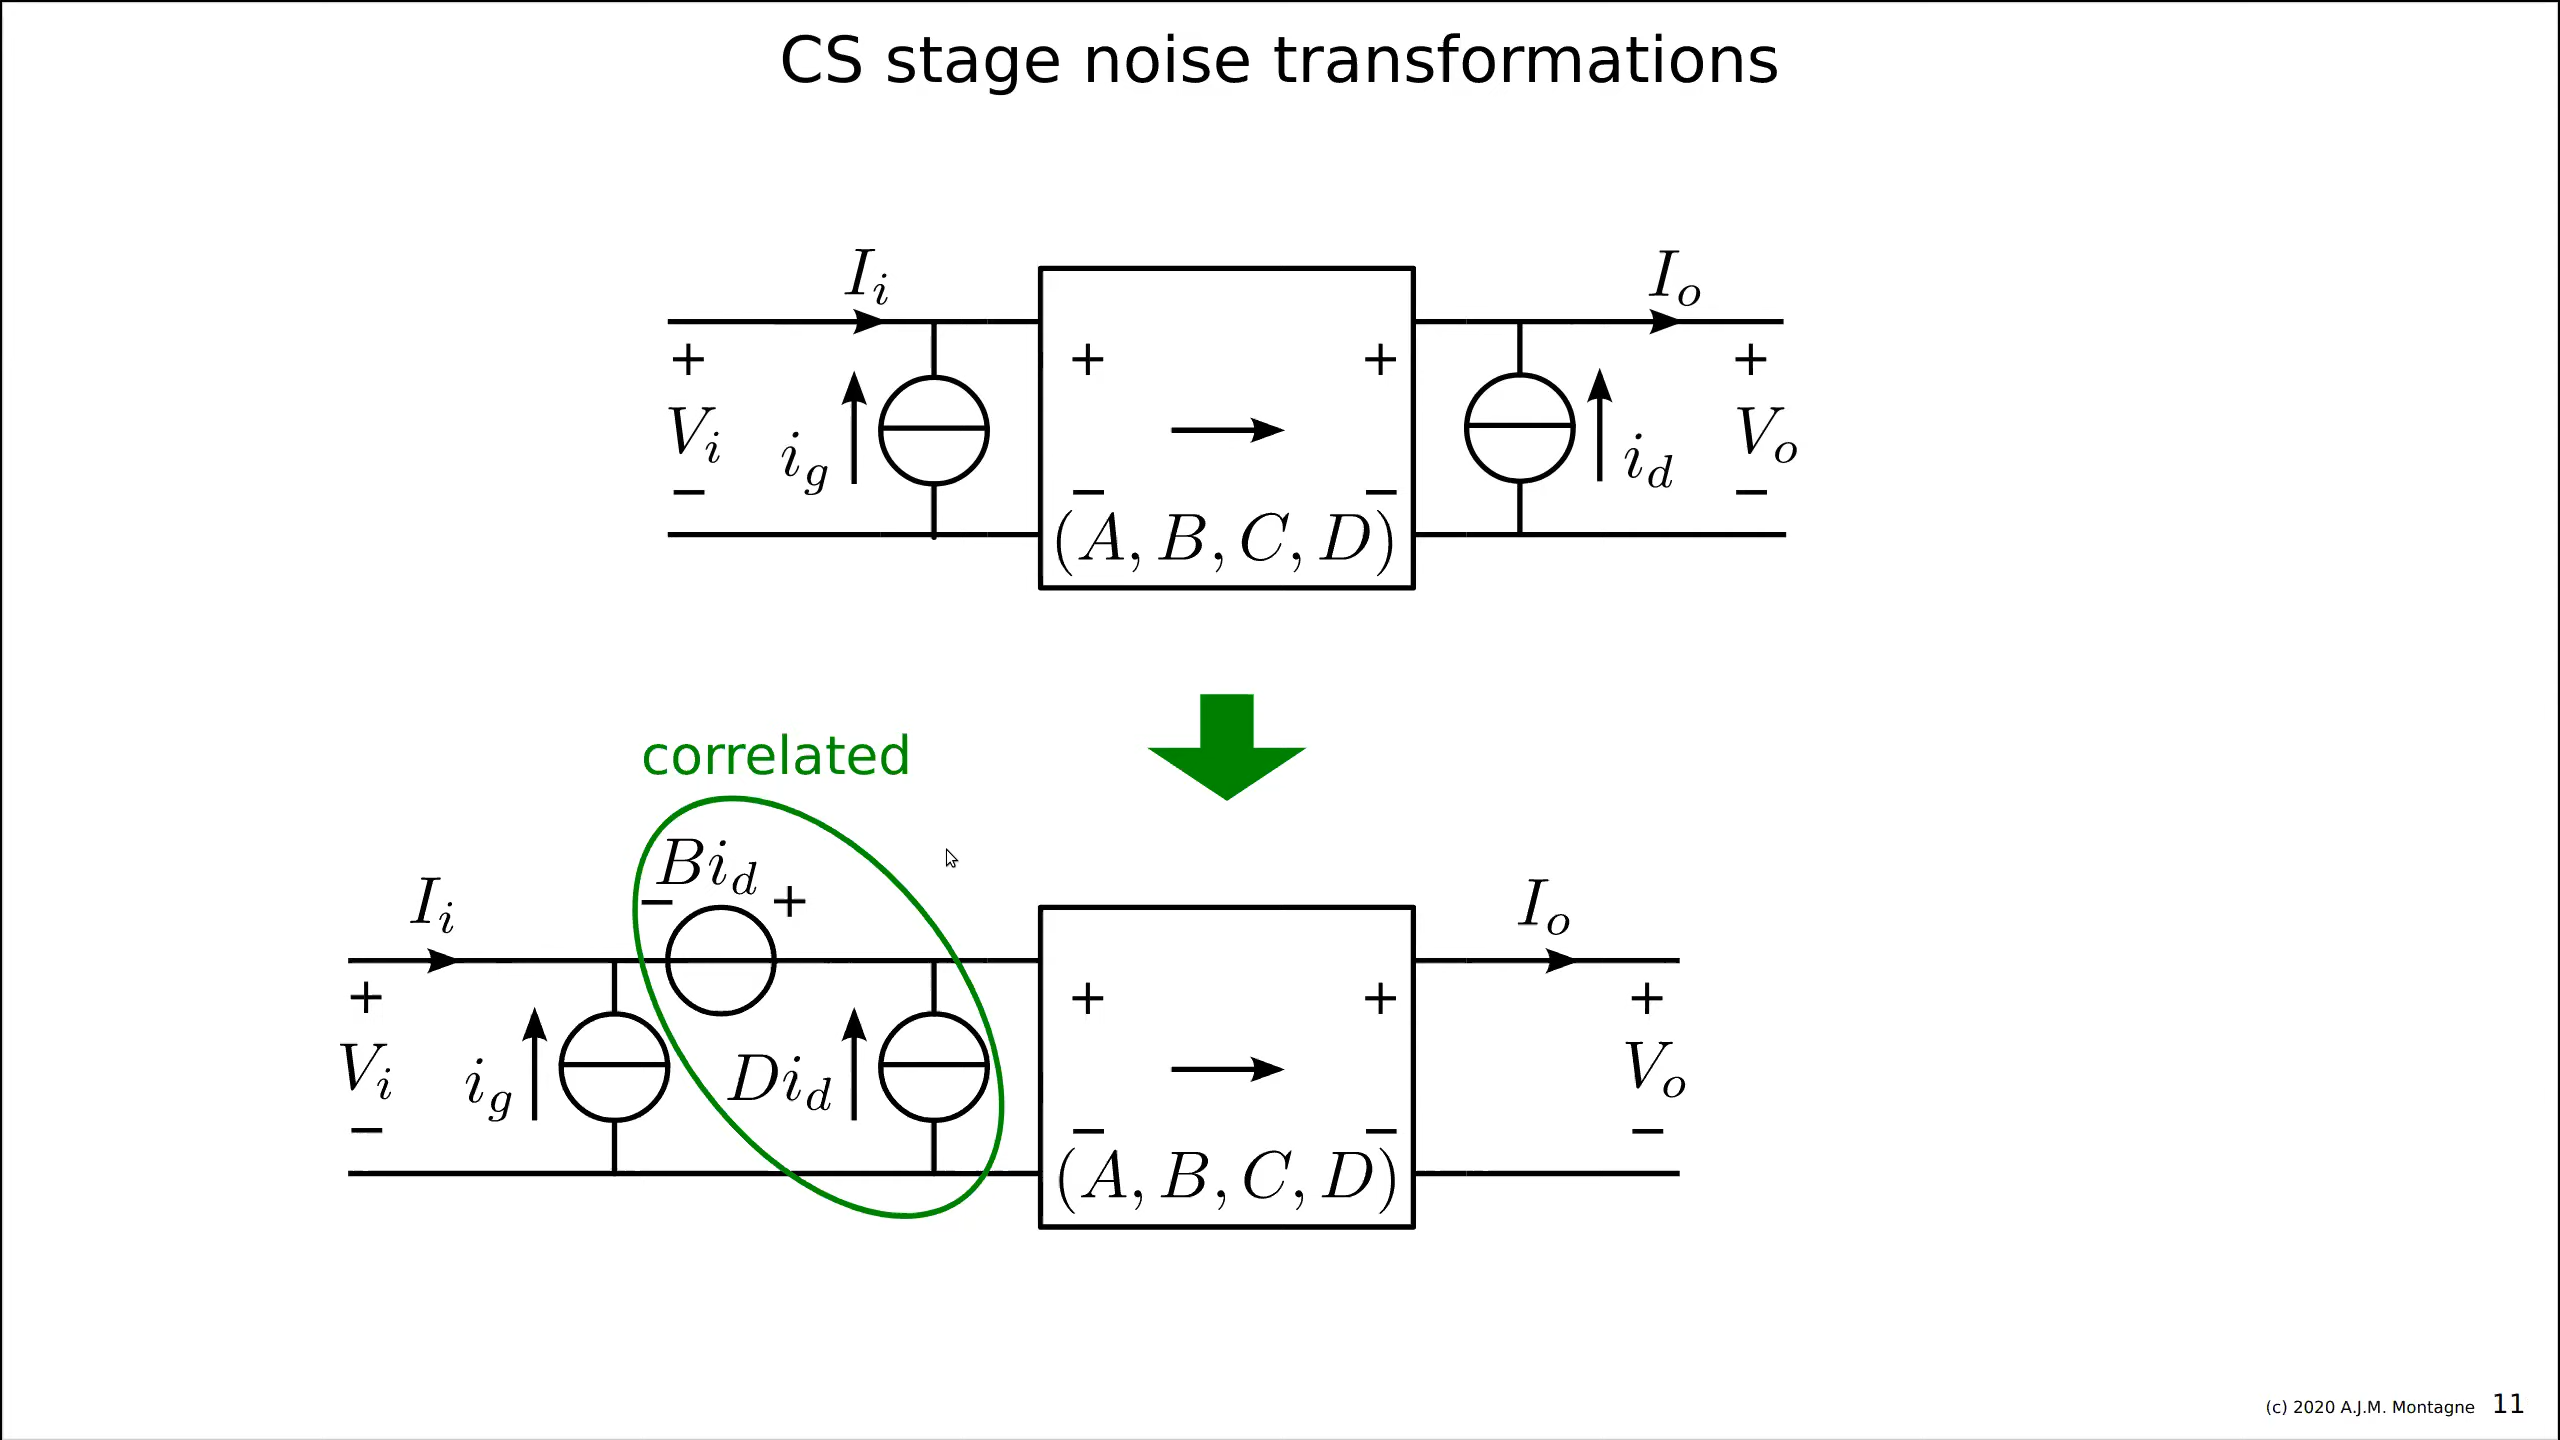 CS stage noise transformations
I_i
I_o
+ + + +
V_i i_g i_d V_o
− − − −
(A, B, C, D)
correlated
Bi_d
− +
I_i
I_o
+ + + +
V_i i_g Di_d V_o
− − − −
(A, B, C, D)
(c) 2020 A.J.M. Montagne 11